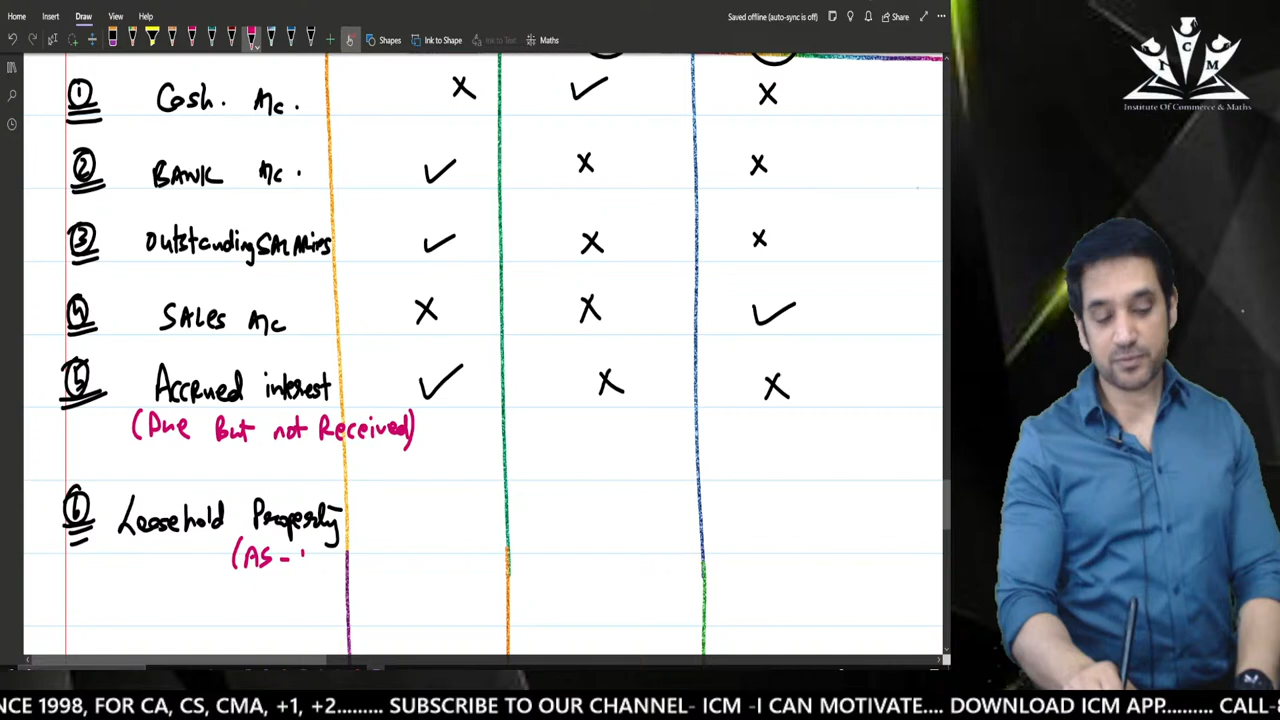 Home Insert Draw View Help
Saved offline (auto-sync is off)
Share
Shapes Ink to Shape Ink to Text Maths
I C M
Institute Of Commerce & Maths
① Cash. A/c. × ✓ ×
② BANK A/c. ✓ × ×
③ Outstanding SALARies ✓ × ×
④ SALes A/c × × ✓
⑤ Accrued interest ✓ × ×
(Due But not Received)
⑥ Leasehold Property
(AS -
NCE 1998, FOR CA, CS, CMA, +1, +2......... SUBSCRIBE TO OUR CHANNEL- ICM -I CAN MOTIVATE.... DOWNLOAD ICM APP.......... CALL-